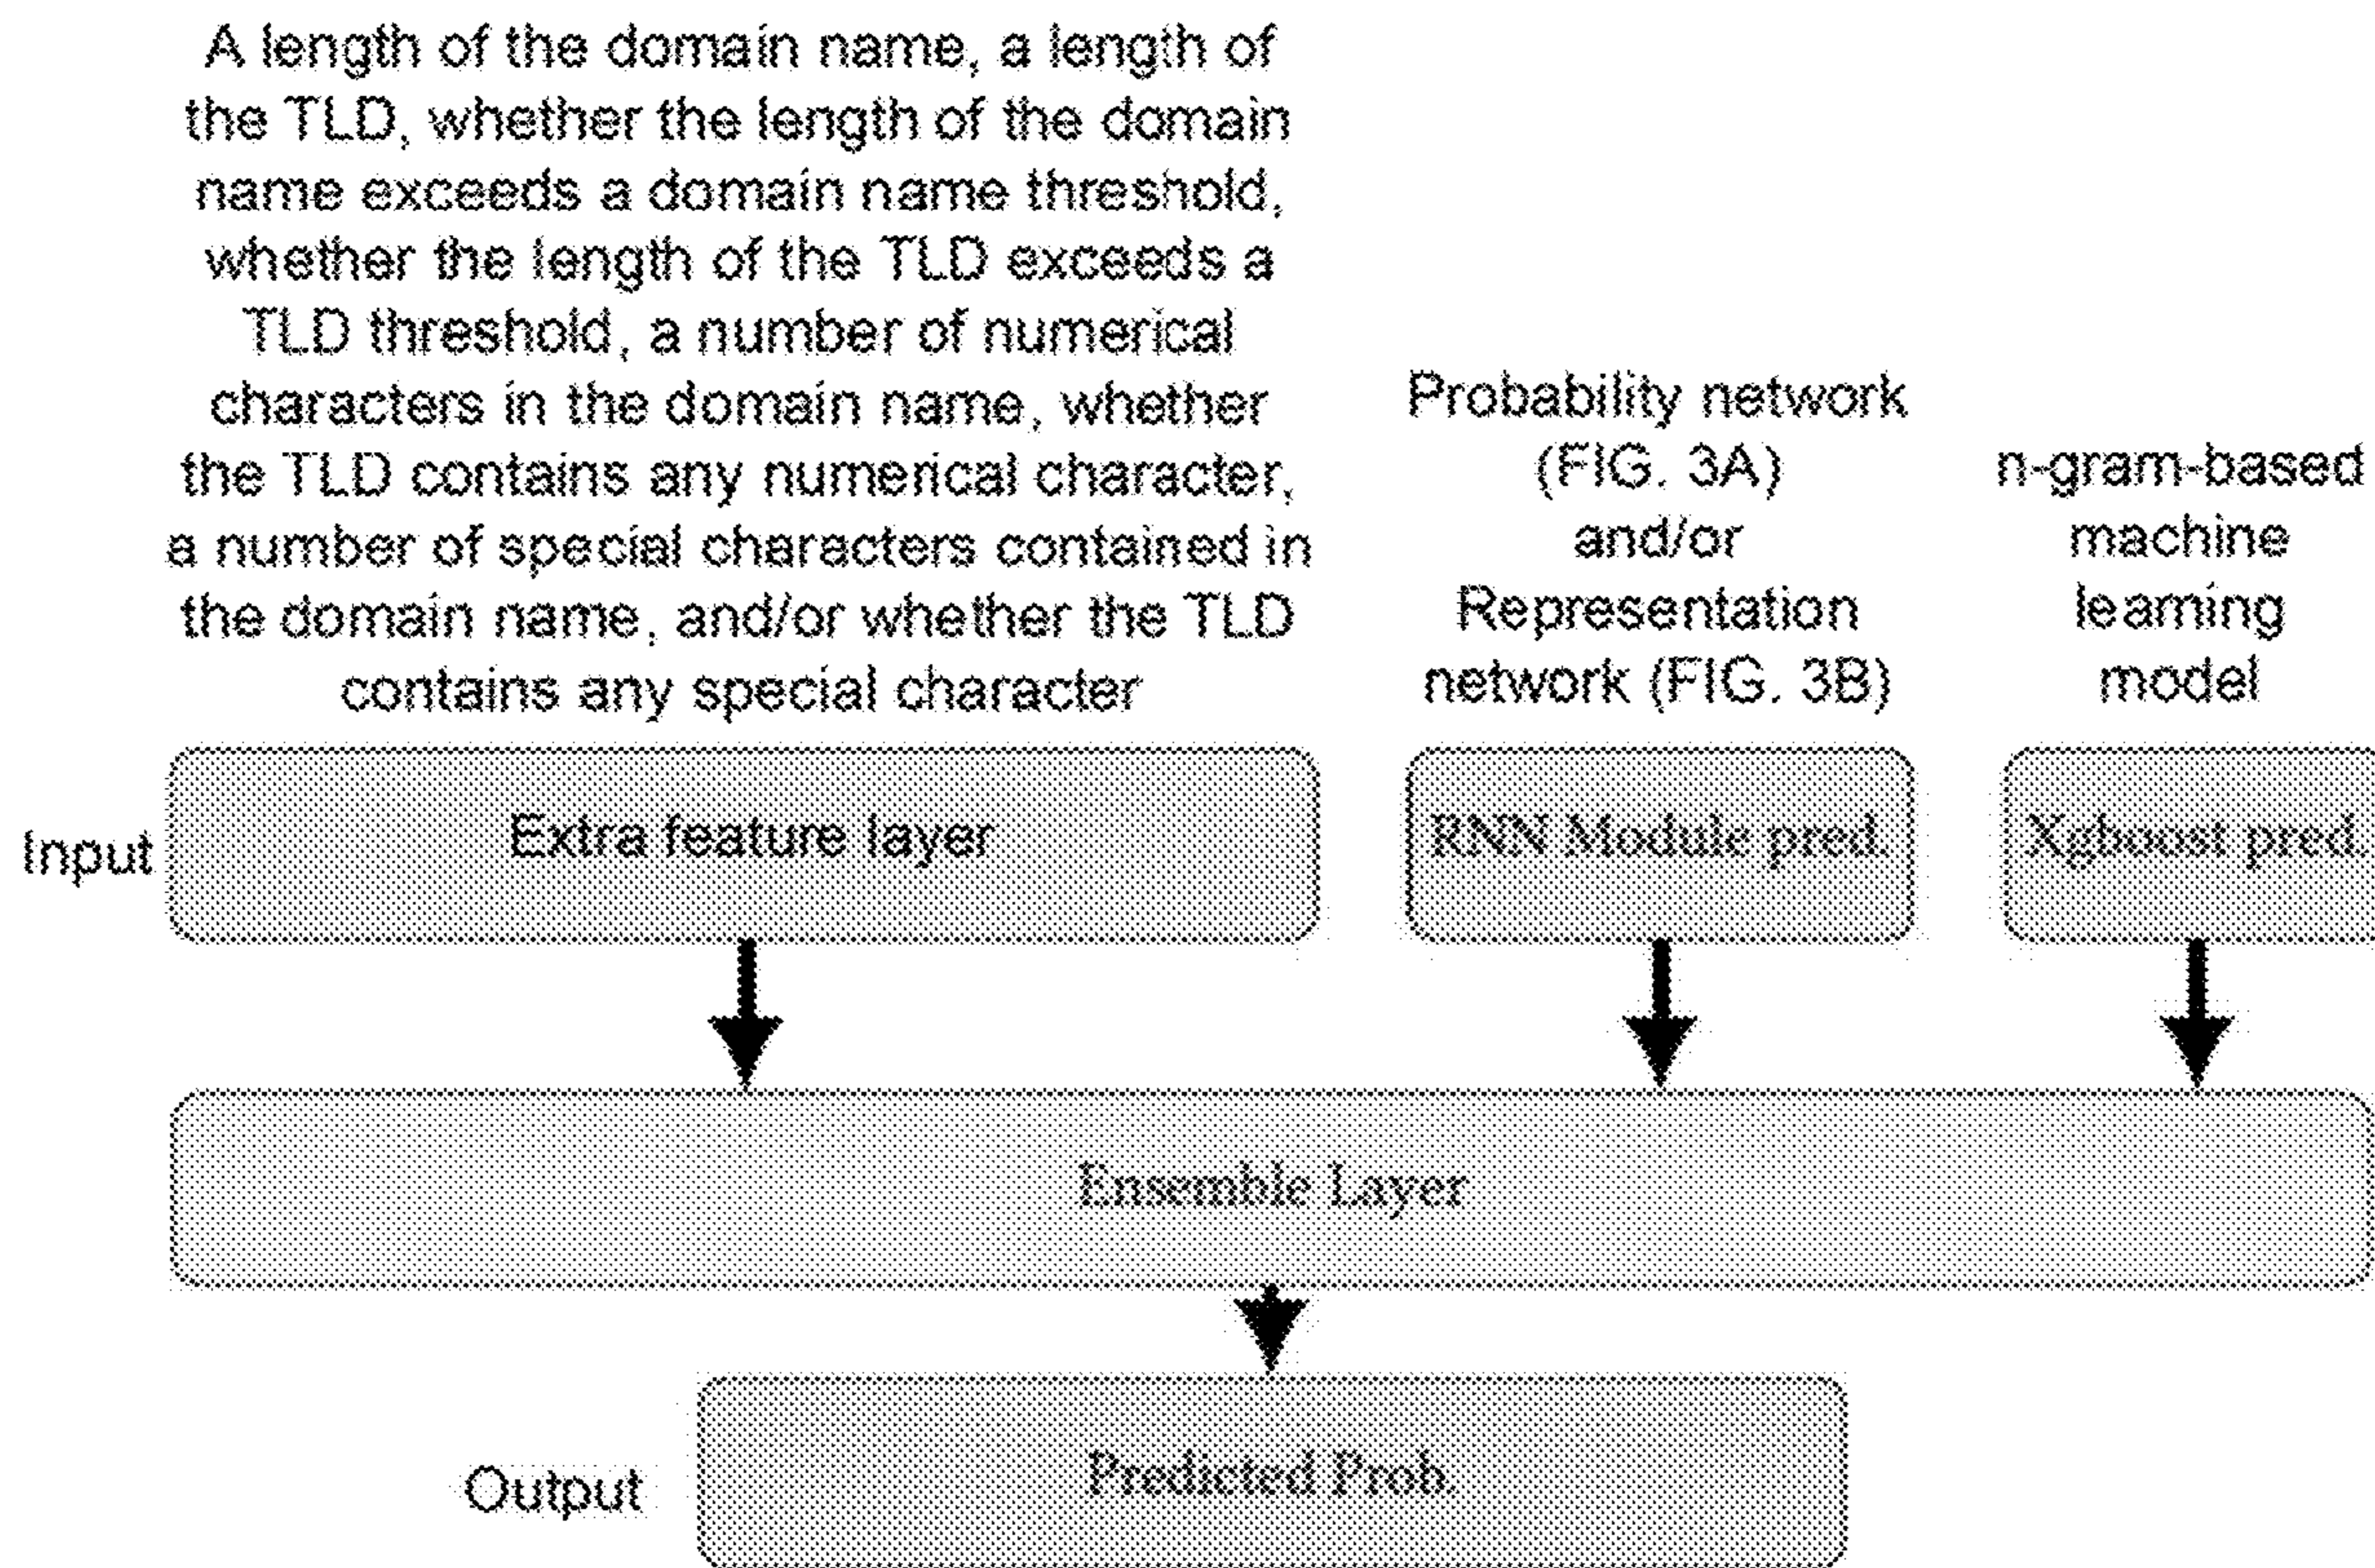 A length of the domain name, a length of
the TLD, whether the length of the domain
name exceeds a domain name threshold,
whether the length of the TLD exceeds a
TLD threshold, a number of numerical
characters in the domain name, whether
the TLD contains any numerical character,
a number of special characters contained in
the domain name, and/or whether the TLD
contains any special character
Probability network
(FIG. 3A)
and/or
Representation
network (FIG. 3B)
n-gram-based
machine
learning
model
Input
Extra feature layer
RNN Module pred.
Xgboost pred.
Ensemble Layer
Output
Predicted Prob.